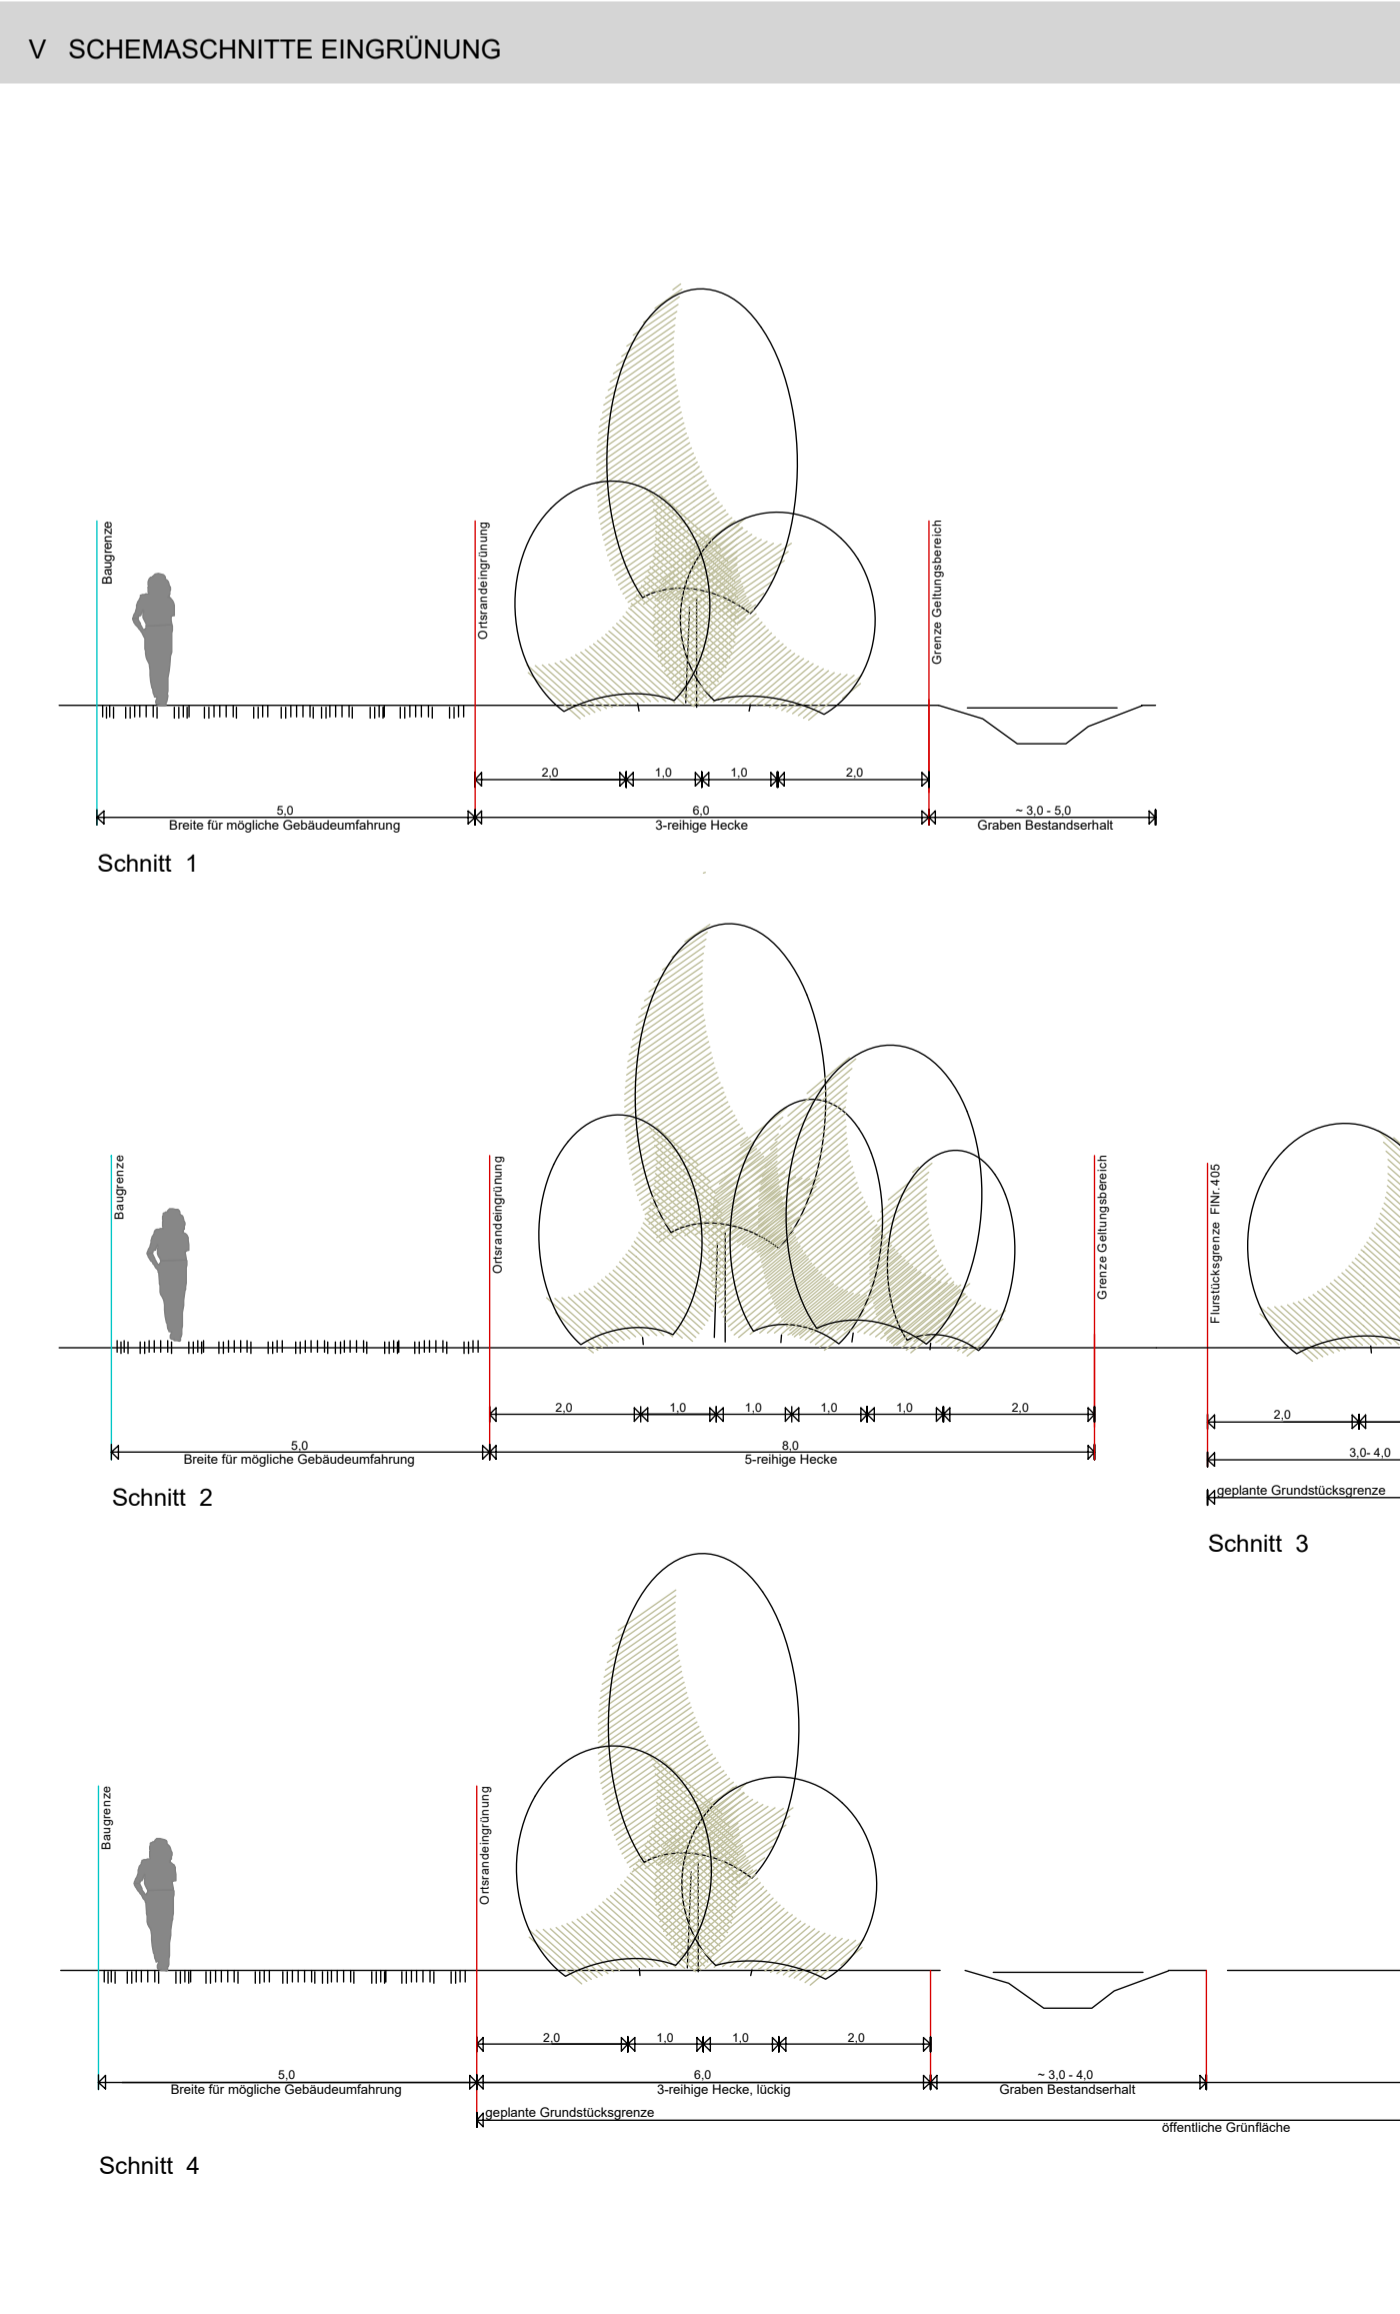 V SCHEMASCHNITTE EINGRÜNUNG
Baugrenze
Ortsrandeingrünung
Grenze Geltungsbereich
2,0 1,0 1,0 2,0
5,0 6,0 ~ 3,0 - 5,0
Breite für mögliche Gebäudeumfahrung 3-reihige Hecke Graben Bestandserhalt
Schnitt 1
Baugrenze
Ortsrandeingrünung
Grenze Geltungsbereich
Flurstücksgrenze FlNr.405
2,0 1,0 1,0 1,0 1,0 2,0 2,0
5,0 8,0 3,0- 4,0
Breite für mögliche Gebäudeumfahrung 5-reihige Hecke
geplante Grundstücksgrenze
Schnitt 2
Schnitt 3
Baugrenze
Ortsrandeingrünung
2,0 1,0 1,0 2,0
5,0 6,0 ~ 3,0 - 4,0
Breite für mögliche Gebäudeumfahrung 3-reihige Hecke, lückig Graben Bestandserhalt
geplante Grundstücksgrenze
öffentliche Grünfläche
Schnitt 4